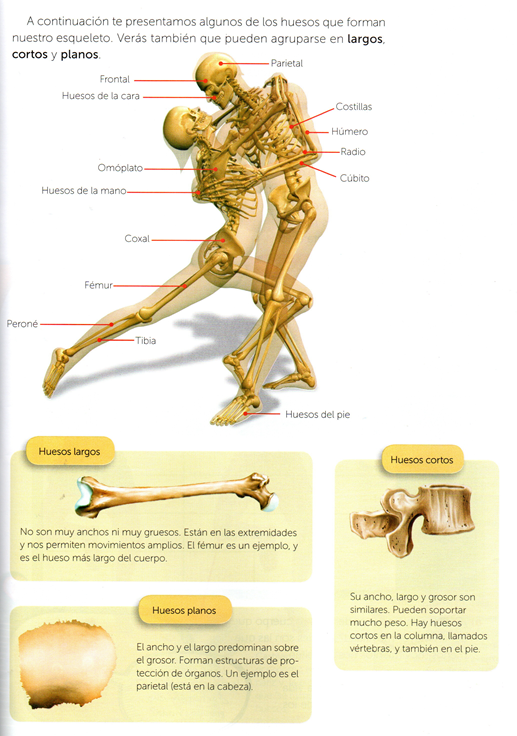 A continuación te presentamos algunos de los huesos que forman
nuestro esqueleto. Verás también que pueden agruparse en largos,
cortos y planos.
Parietal
Frontal
Huesos de la cara
Costillas
Húmero
Radio
Omóplato
Cúbito
Huesos de la mano
Coxal
Fémur
Peroné
Tibia
Huesos del pie
Huesos largos
No son muy anchos ni muy gruesos. Están en las extremidades
y nos permiten movimientos amplios. El fémur es un ejemplo, y
es el hueso más largo del cuerpo.
Huesos cortos
Su ancho, largo y grosor son
similares. Pueden soportar
mucho peso. Hay huesos
cortos en la columna, llamados
vértebras, y también en el pie.
Huesos planos
El ancho y el largo predominan sobre
el grosor. Forman estructuras de pro-
tección de órganos. Un ejemplo es el
parietal (está en la cabeza).